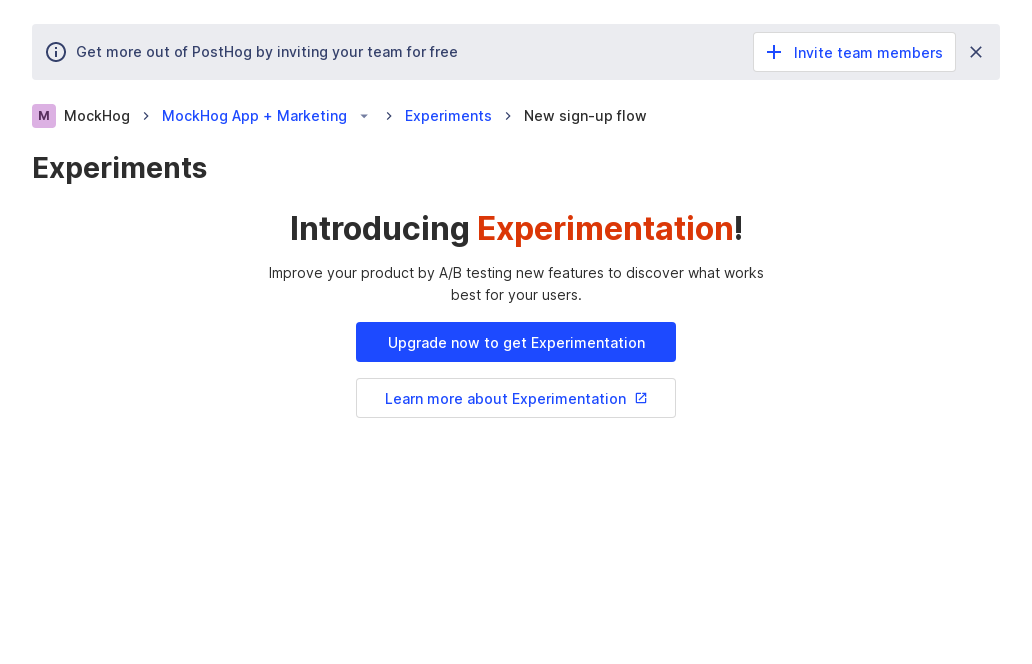 Get more out of PostHog by inviting your team for free
Invite team members
M MockHog > MockHog App + Marketing > Experiments > New sign-up flow
Experiments
Introducing Experimentation!
Improve your product by A/B testing new features to discover what works
best for your users.
Upgrade now to get Experimentation
Learn more about Experimentation